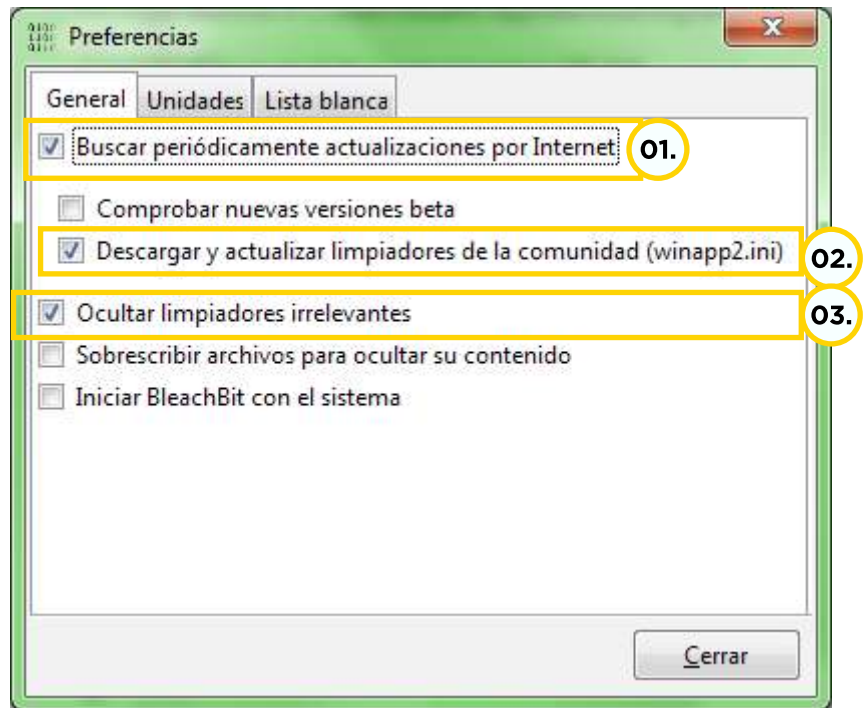 Preferencias
General Unidades Lista blanca
Buscar periódicamente actualizaciones por Internet 01.
Comprobar nuevas versiones beta
Descargar y actualizar limpiadores de la comunidad (winapp2.ini) 02.
Ocultar limpiadores irrelevantes 03.
Sobrescribir archivos para ocultar su contenido
Iniciar BleachBit con el sistema
Cerrar